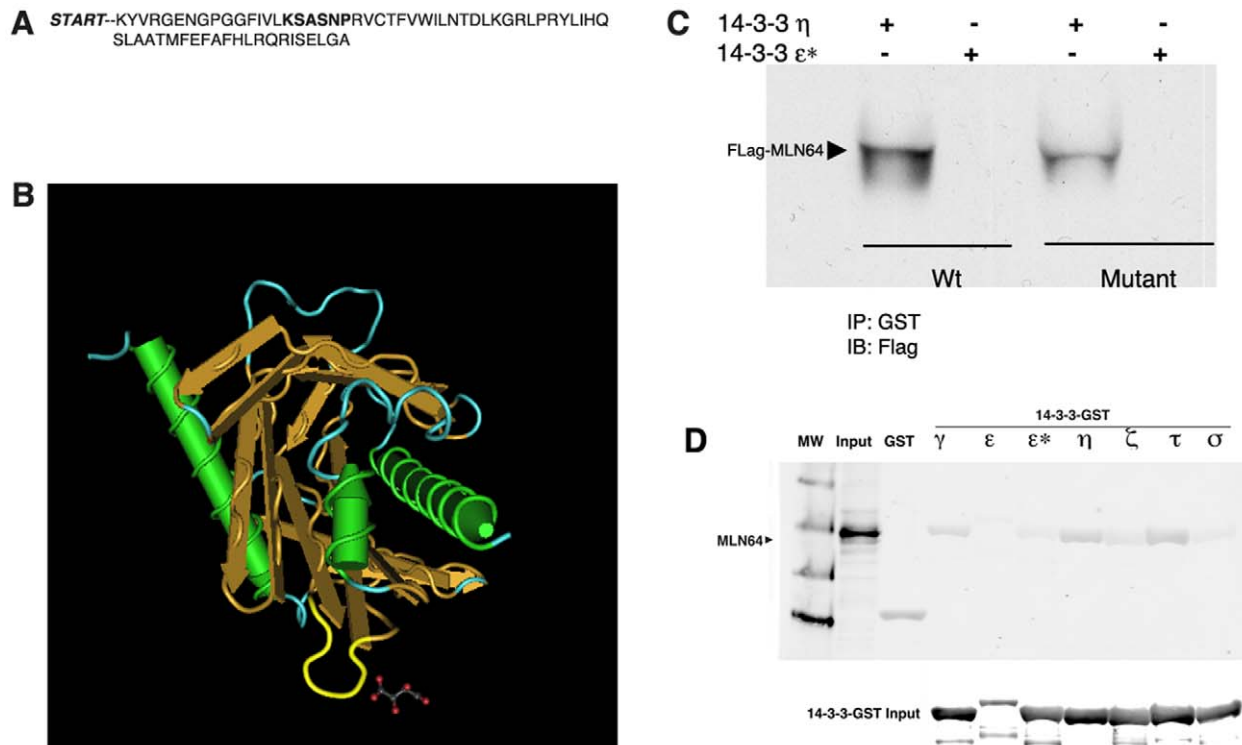 A
START--KYVRGENGPGGFIVLKSASNPRVCTFVWILNTDLKGRLPRYLIHQ
SLAATMFEFAFHLRQRISELGA
B
C
14-3-3 η + - + -
14-3-3 ε* - + - +
FLag-MLN64
Wt Mutant
IP: GST
IB: Flag
D
14-3-3-GST
MW Input GST γ ε ε* η ζ τ σ
MLN64
14-3-3-GST Input